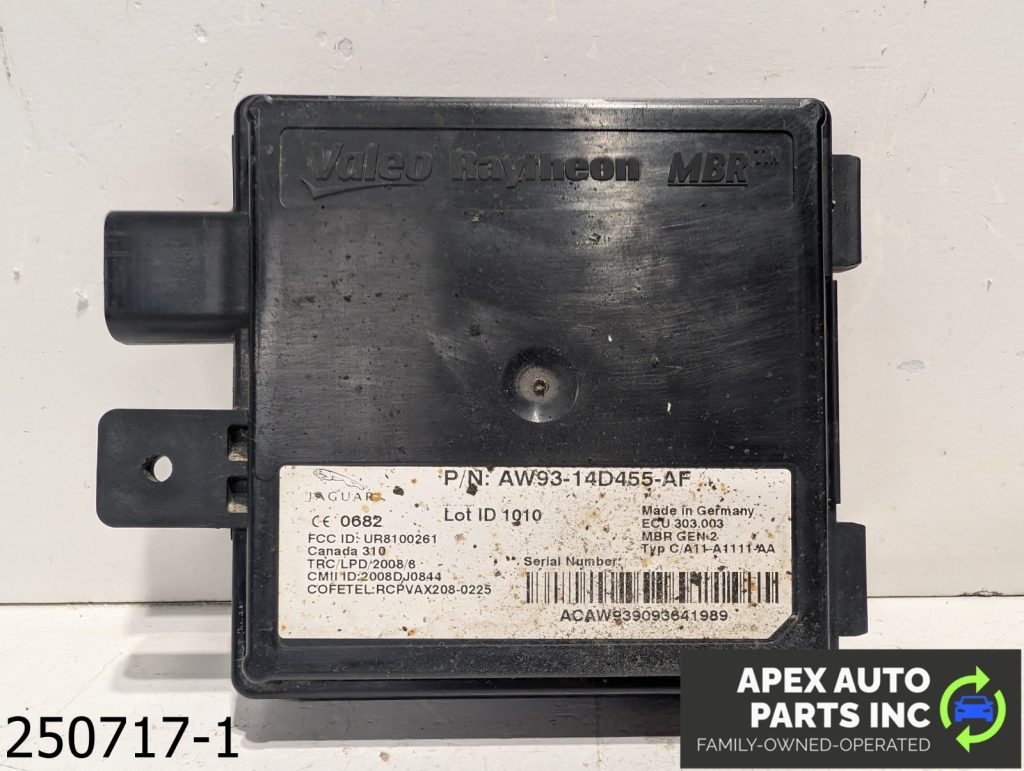 Valeo Raytheon MBR™
JAGUAR
P/N: AW93-14D455-AF
CE 0682
Lot ID 1010
FCC ID: UR8100261
Canada 310
TRC/LPD/2008/6
CMII ID:2008DJ0844
COFETEL:RCPVAX208-0225
Made in Germany
ECU 303.003
MBR GEN-2
Typ C/A11-A1111-AA
Serial Number:
ACAW939093641989
250717-1
APEX AUTO
PARTS INC
FAMILY-OWNED-OPERATED